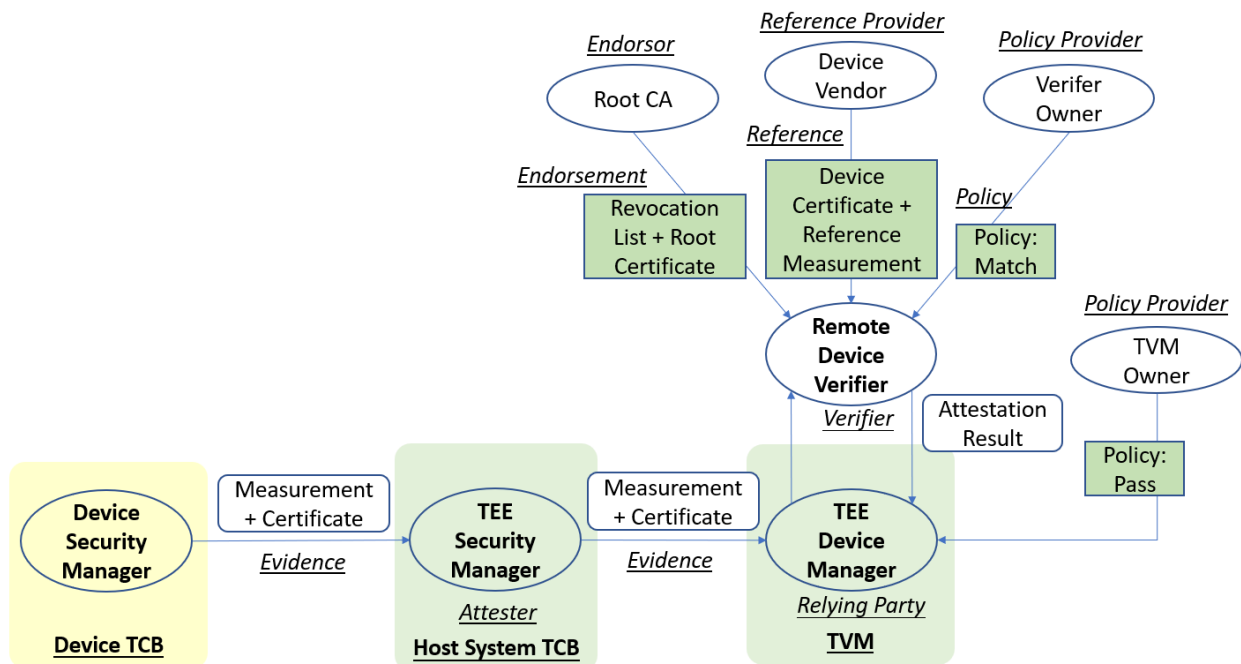 Reference Provider
Endorsor
Policy Provider
Device
Vendor
Root CA
Verifer
Owner
Reference
Endorsement
Device
Certificate +
Reference
Measurement
Policy
Revocation
List + Root
Certificate
Policy:
Match
Policy Provider
Remote
Device
Verifier
TVM
Owner
Verifier
Attestation
Result
Policy:
Pass
Measurement
+ Certificate
Measurement
+ Certificate
Device
Security
Manager
TEE
Security
Manager
TEE
Device
Manager
Evidence
Evidence
Attester
Relying Party
Device TCB
Host System TCB
TVM